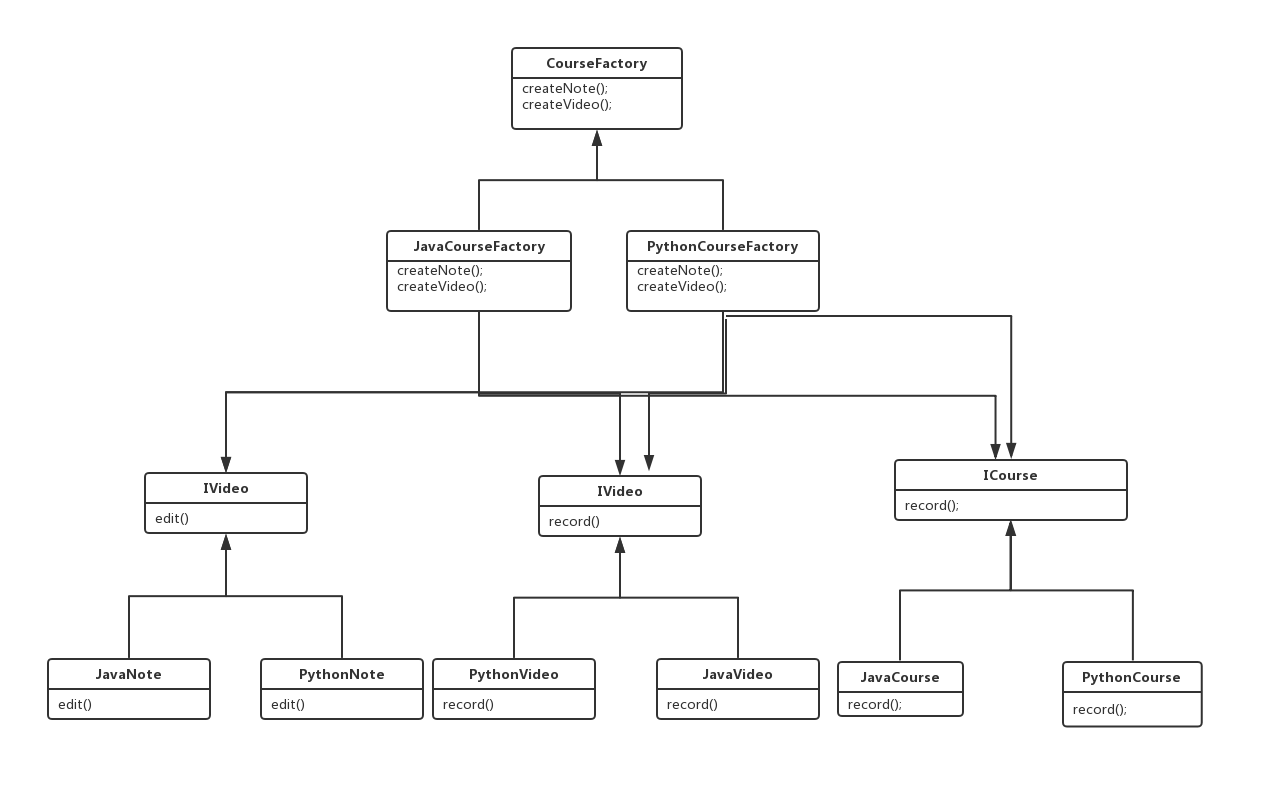 CourseFactory
createNote();
createVideo();
JavaCourseFactory
createNote();
createVideo();
PythonCourseFactory
createNote();
createVideo();
IVideo
edit()
IVideo
record()
ICourse
record();
JavaNote
edit()
PythonNote
edit()
PythonVideo
record()
JavaVideo
record()
JavaCourse
record();
PythonCourse
record();